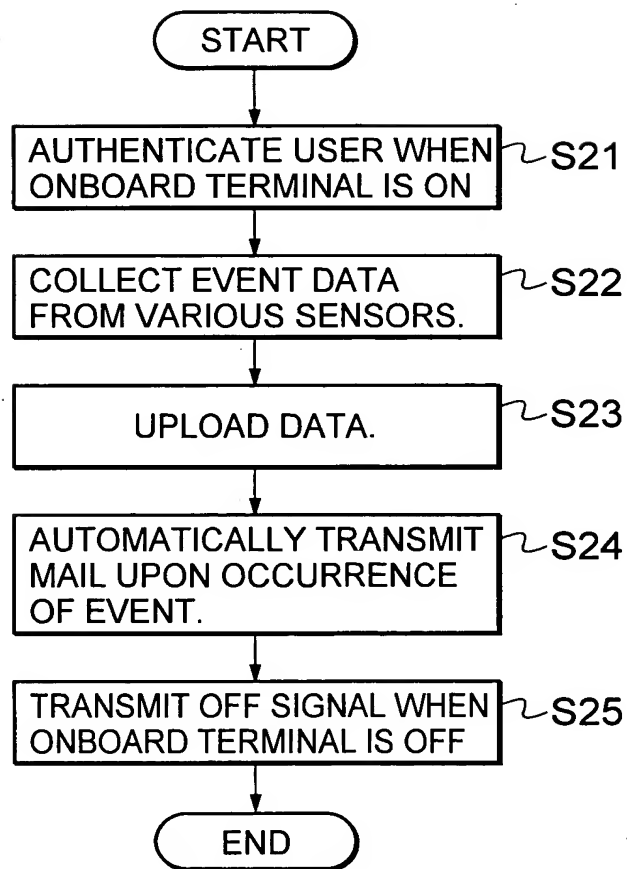 START
AUTHENTICATE USER WHEN
ONBOARD TERMINAL IS ON
S21
COLLECT EVENT DATA
FROM VARIOUS SENSORS.
S22
UPLOAD DATA.
S23
AUTOMATICALLY TRANSMIT
MAIL UPON OCCURRENCE
OF EVENT.
S24
TRANSMIT OFF SIGNAL WHEN
ONBOARD TERMINAL IS OFF
S25
END